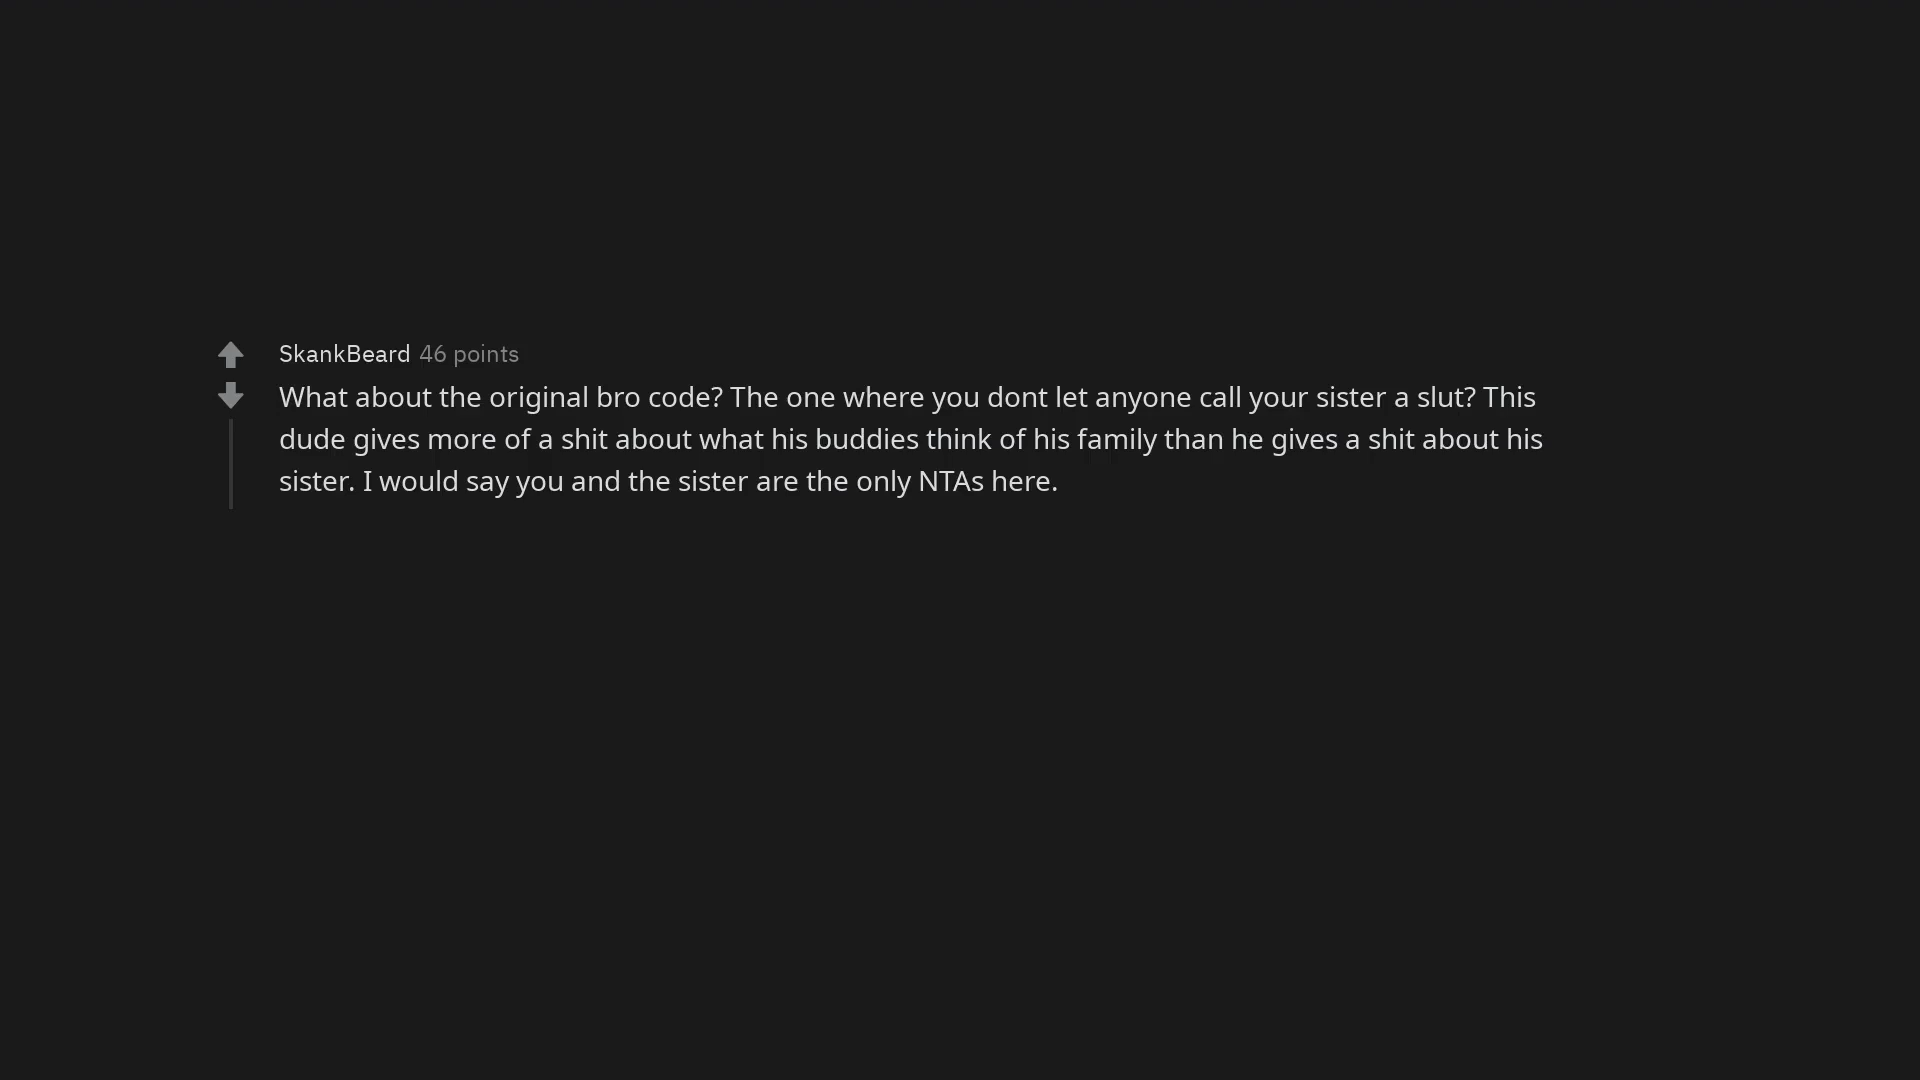 SkankBeard 46 points
What about the original bro code? The one where you dont let anyone call your sister a slut? This
dude gives more of a shit about what his buddies think of his family than he gives a shit about his
sister. I would say you and the sister are the only NTAs here.